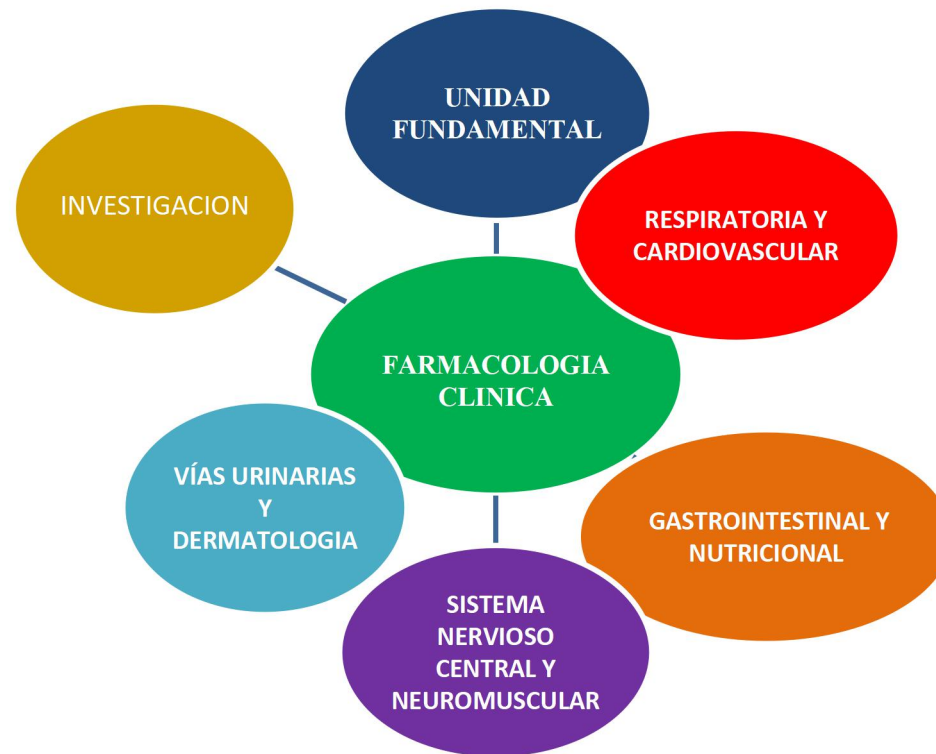 UNIDAD
FUNDAMENTAL
RESPIRATORIA Y
CARDIOVASCULAR
INVESTIGACION
FARMACOLOGIA
CLINICA
VÍAS URINARIAS
Y
DERMATOLOGIA
GASTROINTESTINAL Y
NUTRICIONAL
SISTEMA
NERVIOSO
CENTRAL Y
NEUROMUSCULAR